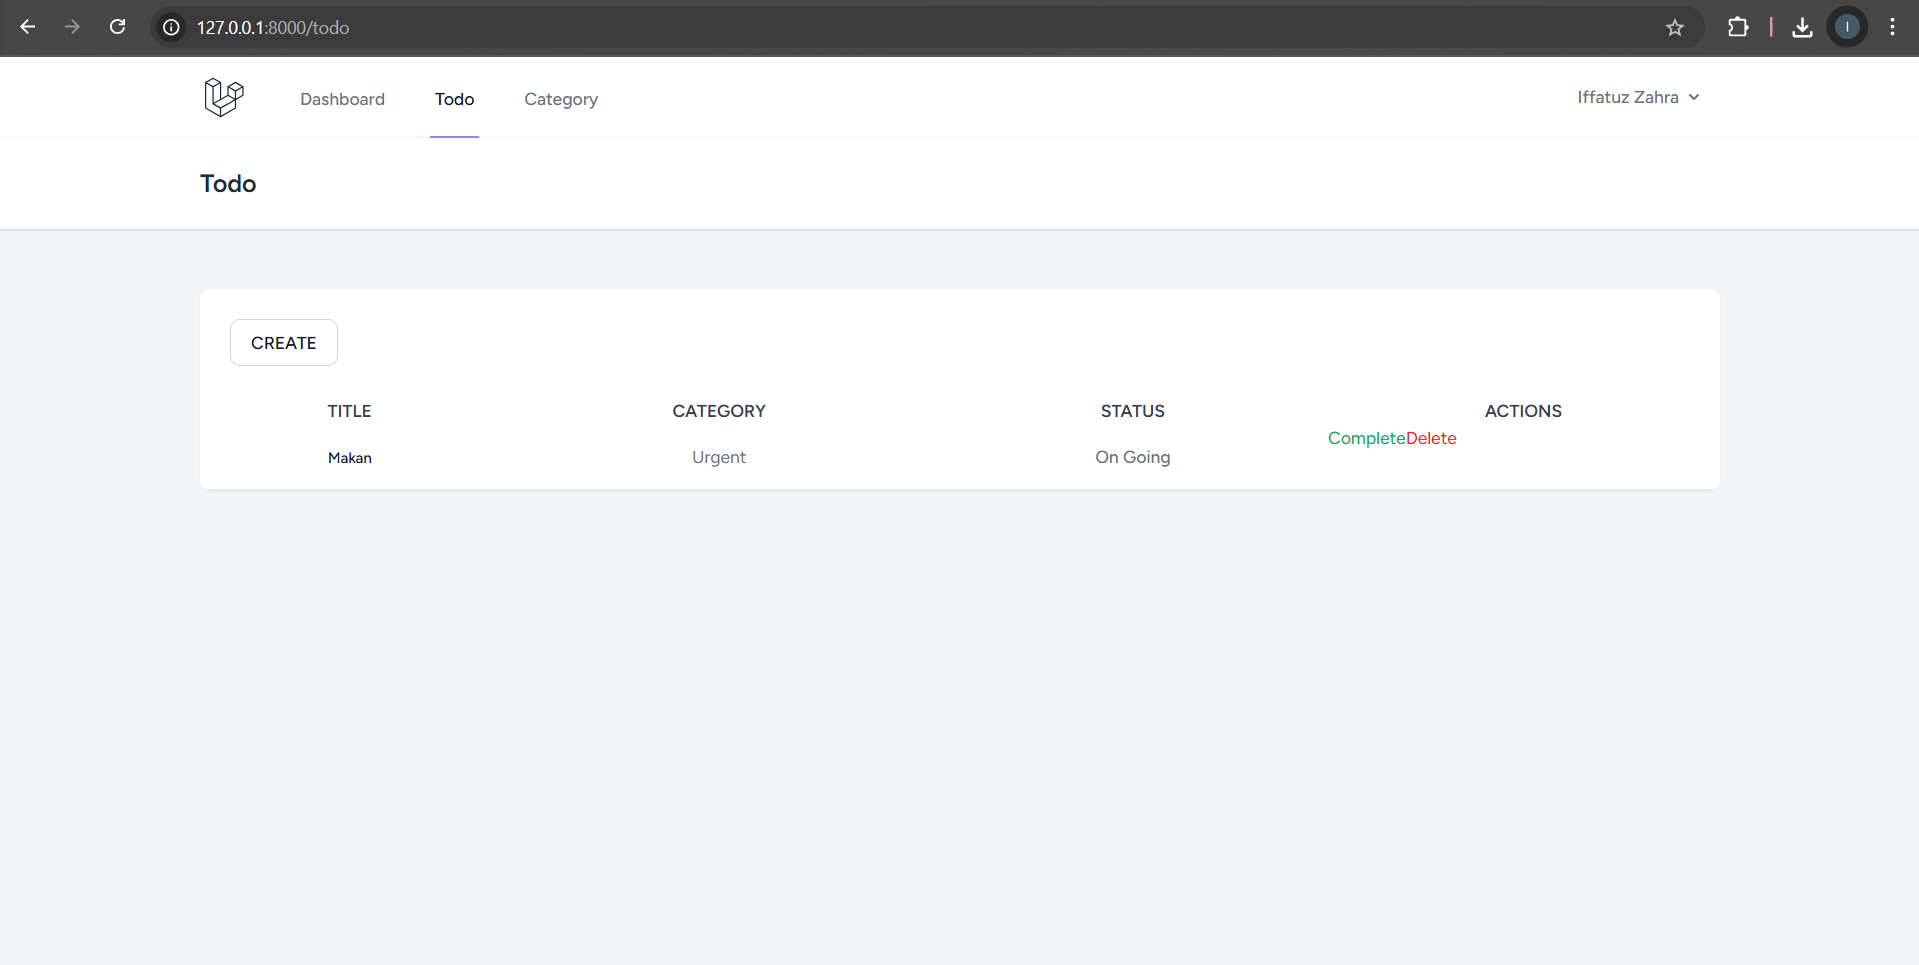 127.0.0.1:8000/todo
I
Dashboard Todo Category Iffatuz Zahra
Todo
CREATE
TITLE CATEGORY STATUS ACTIONS
CompleteDelete
Makan Urgent On Going